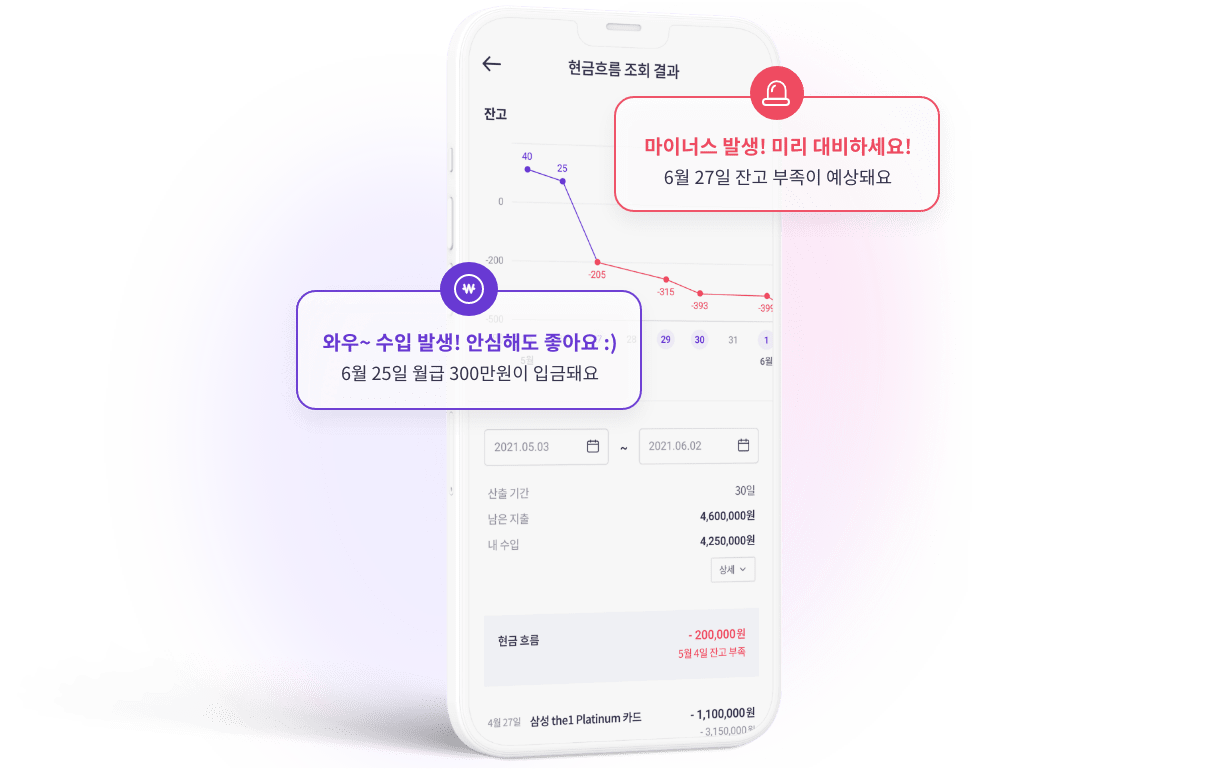 현금흐름 조회 결과
잔고
마이너스 발생! 미리 대비하세요!
6월 27일 잔고 부족이 예상돼요
40
25
0
-200
-205
-315
-393
-399
-500
와우~ 수입 발생! 안심해도 좋아요 :)
6월 25일 월급 300만원이 입금돼요
28
29
30
31
1
5월
6월
2021.05.03
~
2021.06.02
산출 기간
30일
남은 지출
4,600,000원
내 수입
4,250,000원
상세
현금 흐름
- 200,000원
5월 4일 잔고 부족
4월 27일
삼성 the1 Platinum 카드
- 1,100,000원
- 3,150,000원